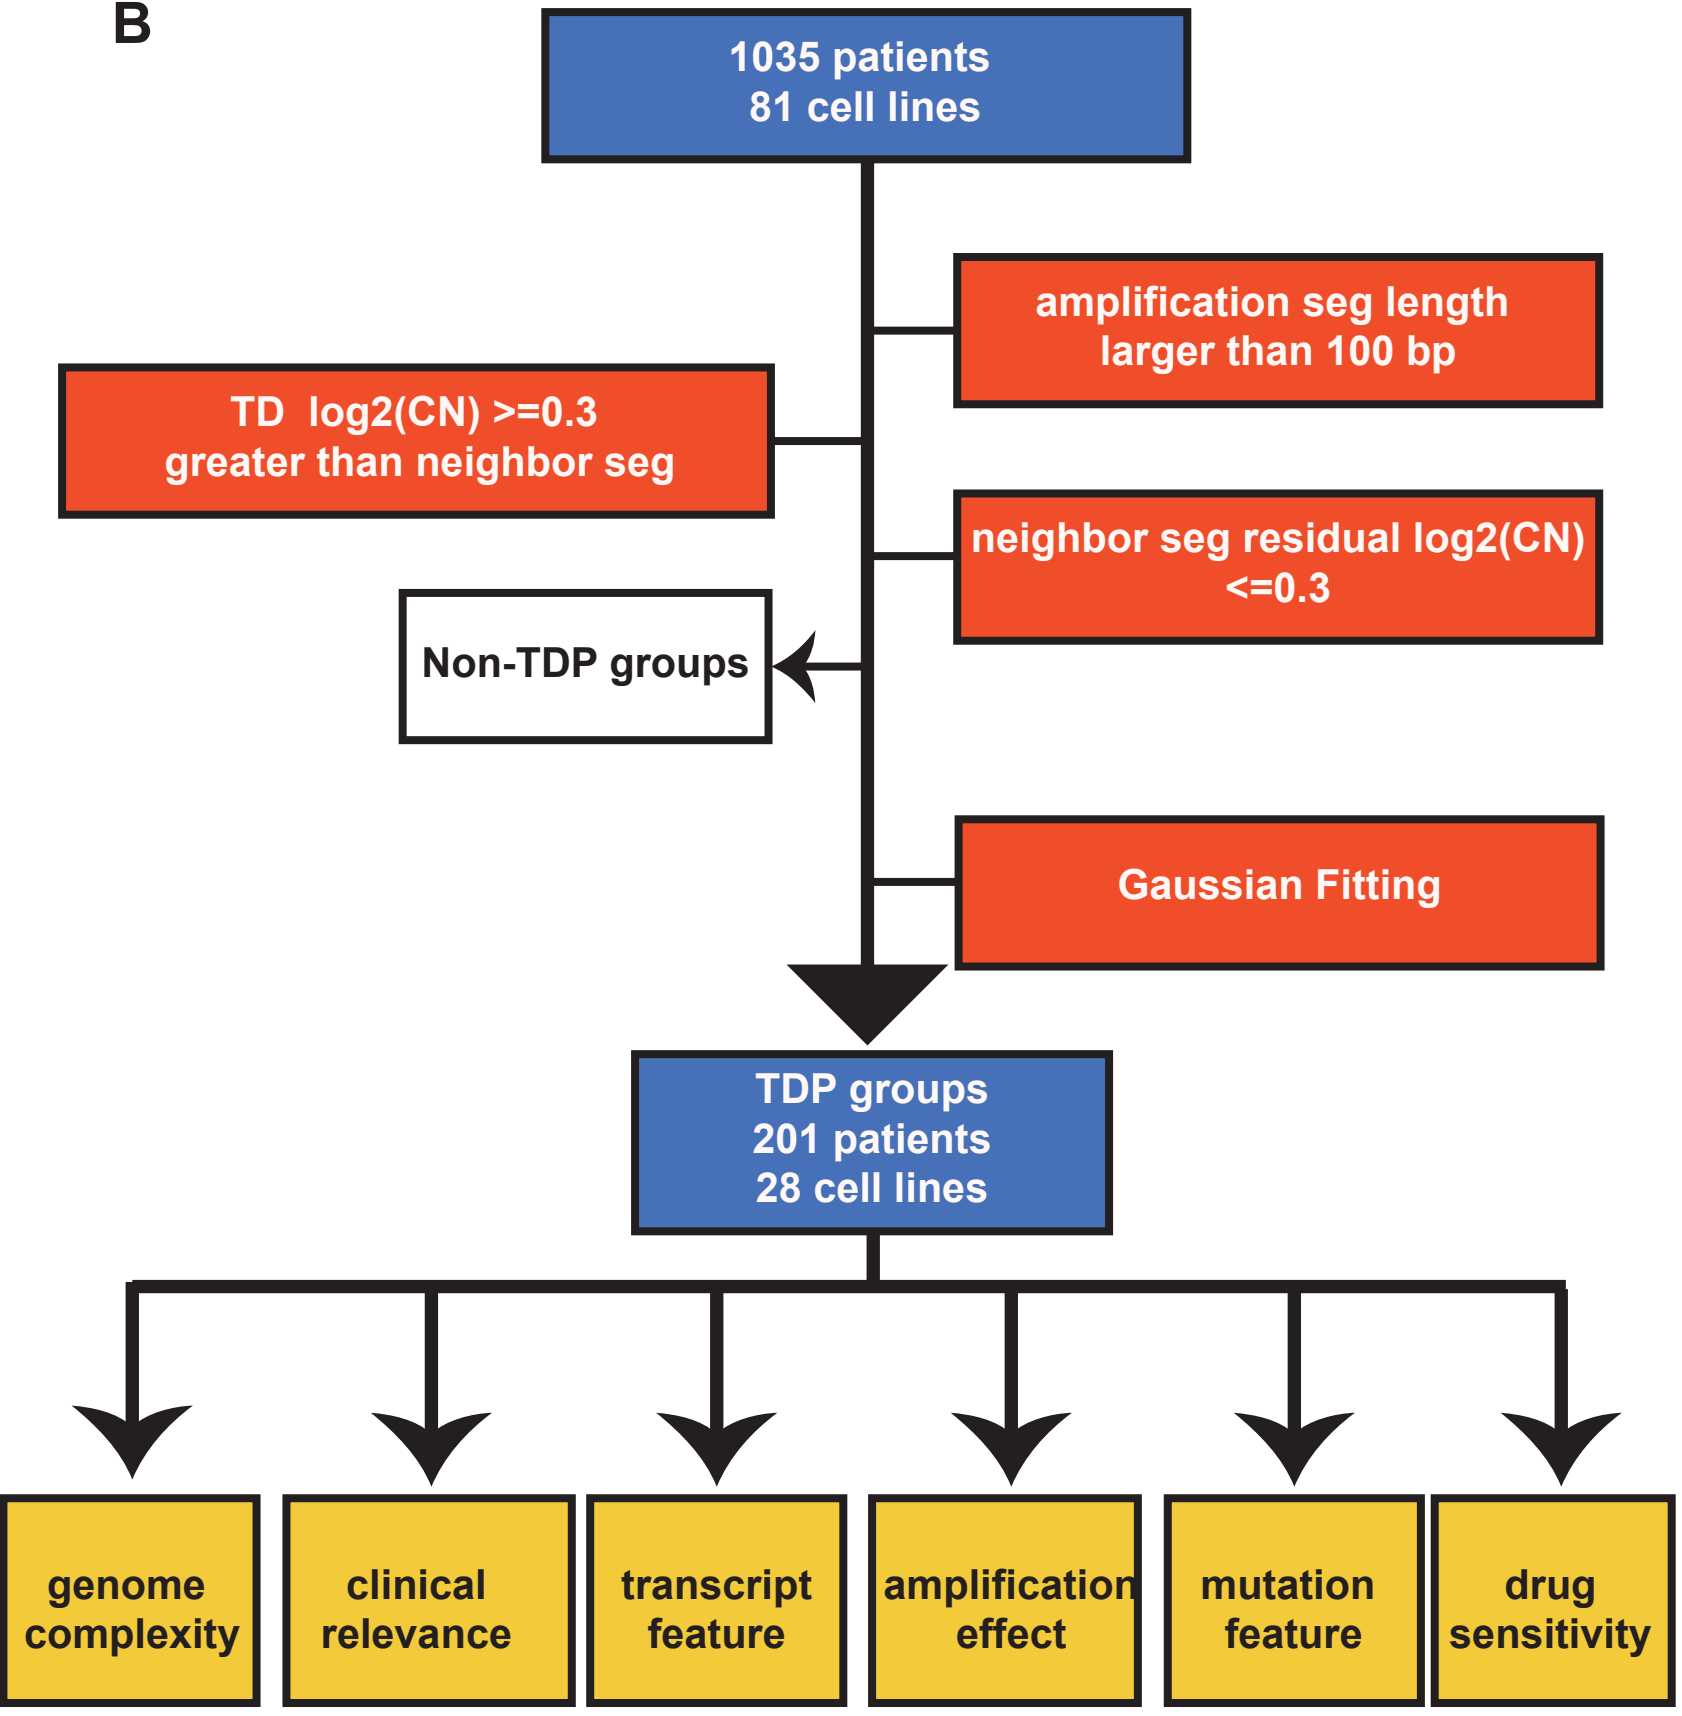 B
1035 patients
81 cell lines
amplification seg length
larger than 100 bp
TD  log2(CN) >=0.3
greater than neighbor seg
neighbor seg residual log2(CN)
<=0.3
Non-TDP groups
Gaussian Fitting
TDP groups
201 patients
28 cell lines
genome
complexity
clinical
relevance
transcript
feature
amplification
effect
mutation
feature
drug
sensitivity